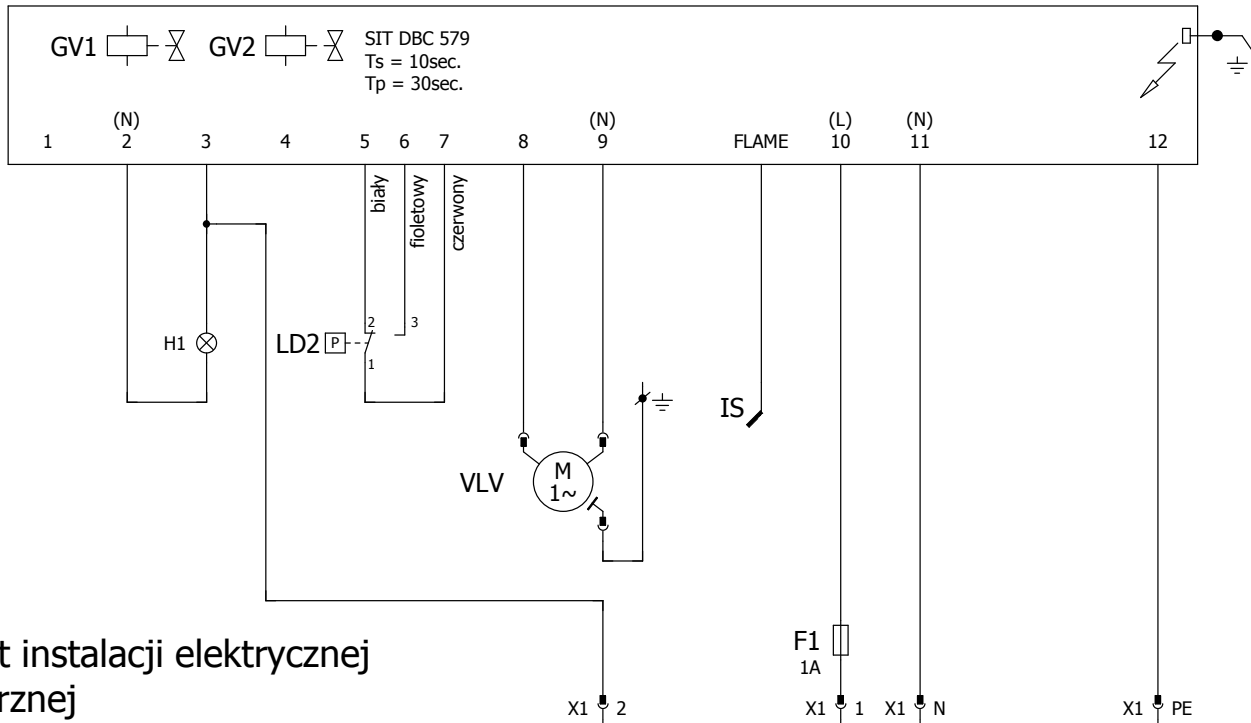 GV1 GV2 SIT DBC 579
Ts = 10sec.
Tp = 30sec.
(N) (N) (L) (N)
1 2 3 4 5 6 7 8 9 FLAME 10 11 12
biały
fioletowy
czerwony
2 3
H1 LD2 P
1
IS
VLV M
1~
F1
1A
t instalacji elektrycznej
rznej
X1 2 X1 1 X1 N X1 PE